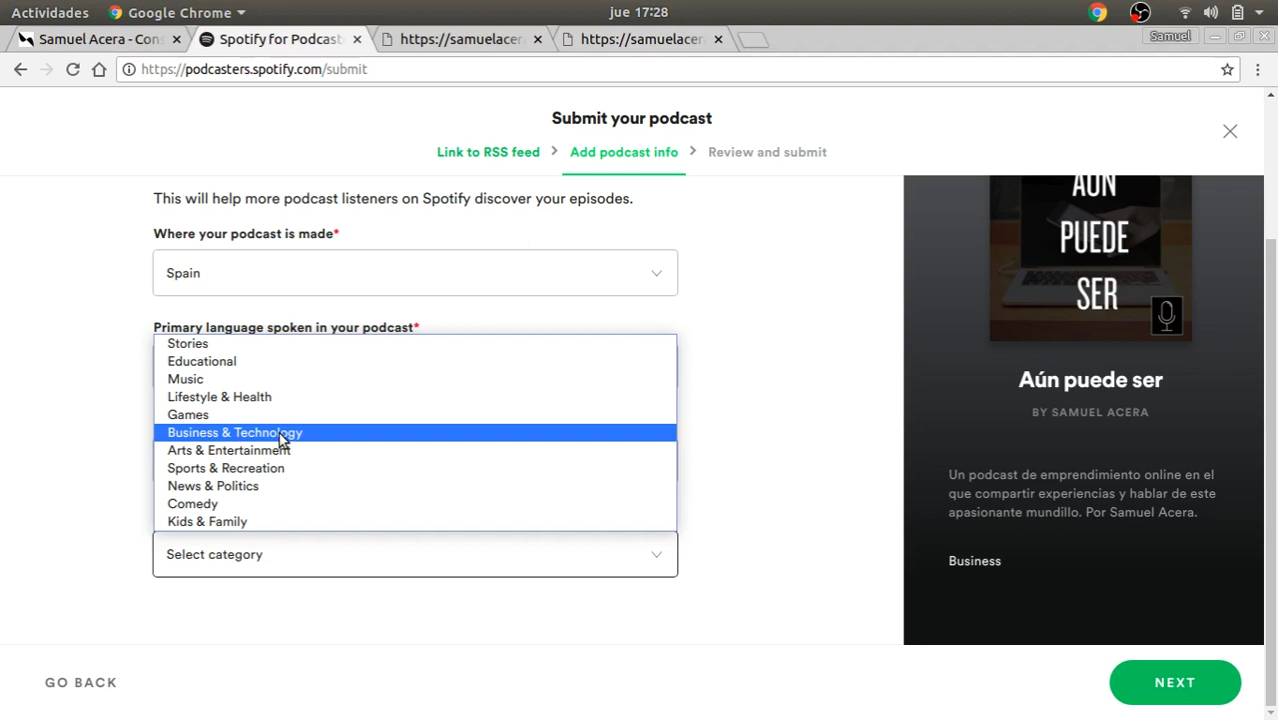 Actividades
Google Chrome
jue 17:28
Samuel Acera - Cons
Spotify for Podcast
https://samuelacer
https://samuelacer
Samuel
https://podcasters.spotify.com/submit
Submit your podcast
Link to RSS feed
Add podcast info
Review and submit
This will help more podcast listeners on Spotify discover your episodes.
Where your podcast is made*
Spain
Primary language spoken in your podcast*
Stories
Educational
Music
Lifestyle & Health
Games
Business & Technology
Arts & Entertainment
Sports & Recreation
News & Politics
Comedy
Kids & Family
Select category
AÚN
PUEDE
SER
Aún puede ser
BY SAMUEL ACERA
Un podcast de emprendimiento online en el
que compartir experiencias y hablar de este
apasionante mundillo. Por Samuel Acera.
Business
GO BACK
NEXT